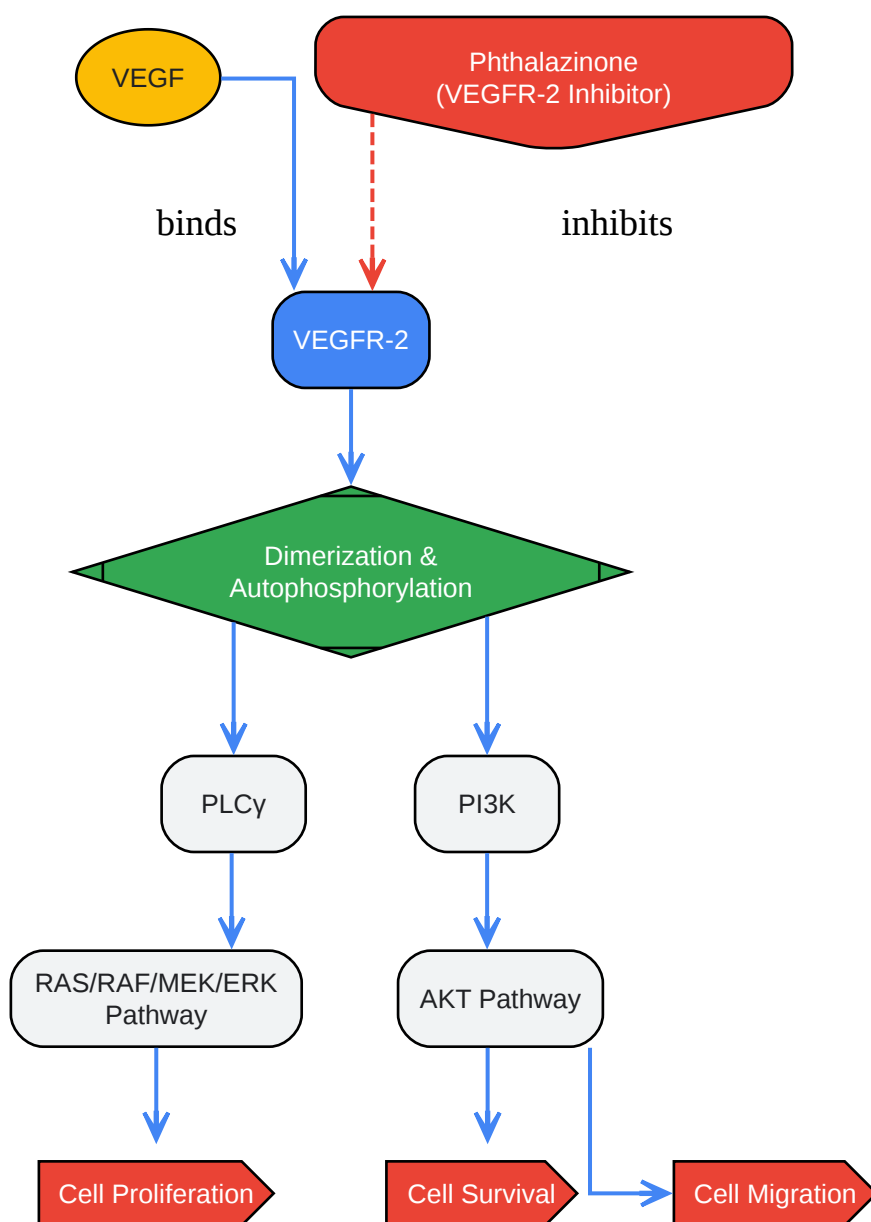 VEGF
Phthalazinone
(VEGFR-2 Inhibitor)
binds
inhibits
VEGFR-2
Dimerization &
Autophosphorylation
PLCγ
PI3K
RAS/RAF/MEK/ERK
Pathway
AKT Pathway
Cell Proliferation
Cell Survival
Cell Migration